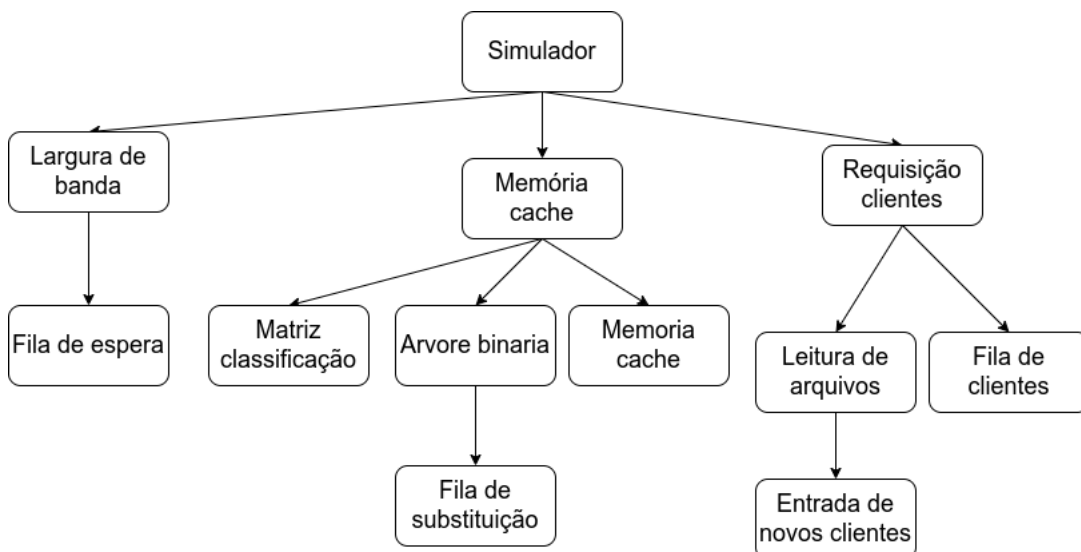 Simulador
Largura de
banda
Memória
cache
Requisição
clientes
Fila de espera
Matriz
classificação
Arvore binaria
Memoria
cache
Leitura de
arquivos
Fila de
clientes
Fila de
substituição
Entrada de
novos clientes